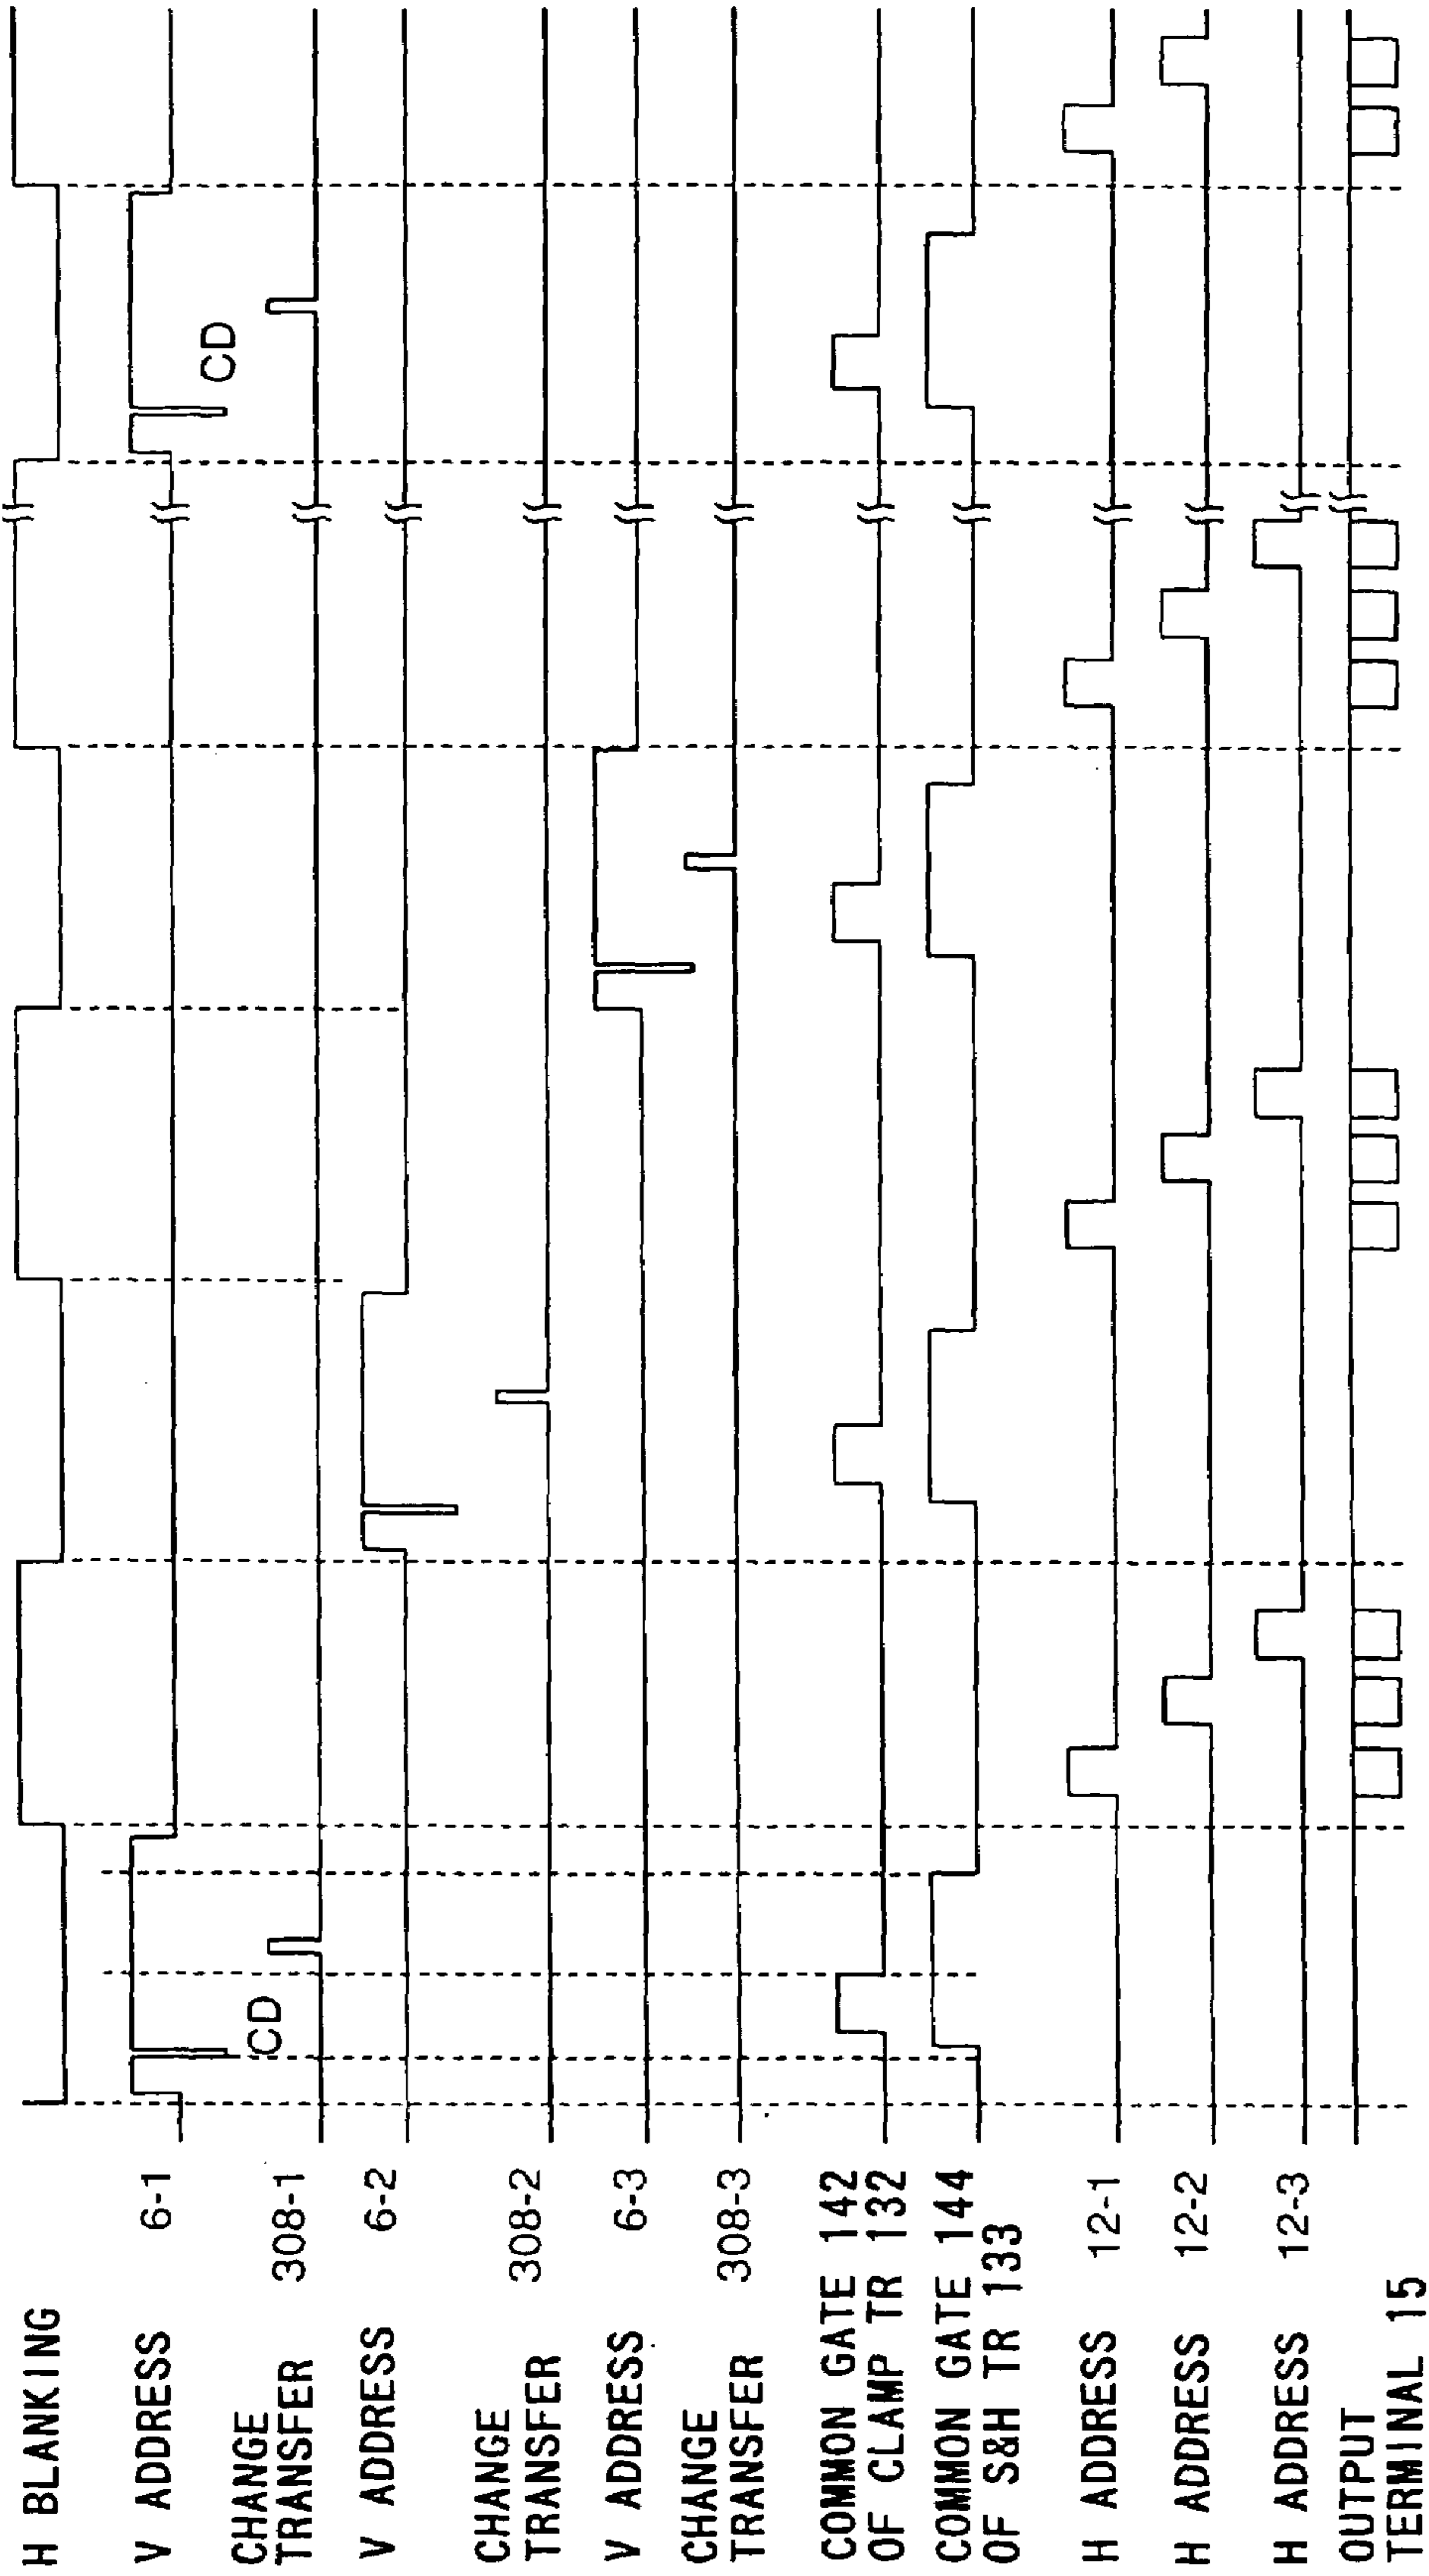 H BLANKING
V ADDRESS 6-1
CHANGE
TRANSFER 308-1
V ADDRESS 6-2
CHANGE
TRANSFER 308-2
V ADDRESS 6-3
CHANGE
TRANSFER 308-3
COMMON GATE 142
OF CLAMP TR 132
COMMON GATE 144
OF S&H TR 133
H ADDRESS 12-1
H ADDRESS 12-2
H ADDRESS 12-3
OUTPUT
TERMINAL 15
CD
CD